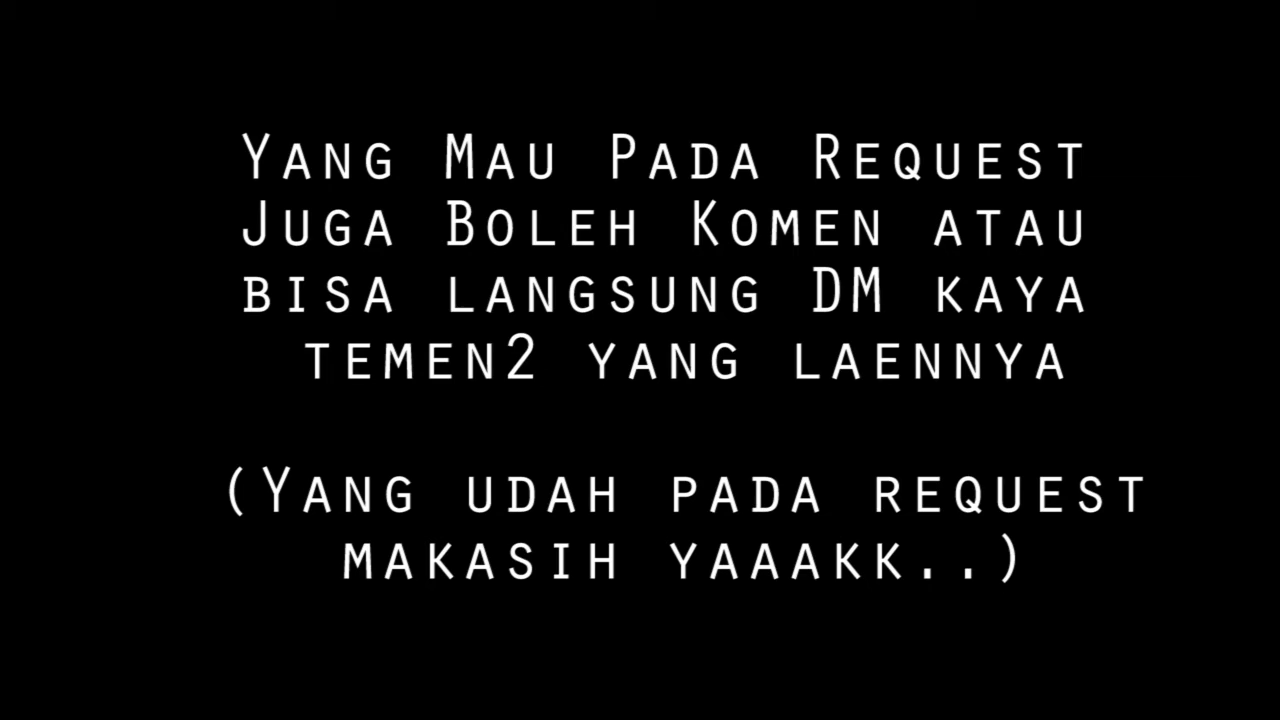 Yang Mau Pada Request
Juga Boleh Komen atau
bisa langsung DM kaya
temen2 yang laennya
(Yang udah pada request
makasih yaaakk..)